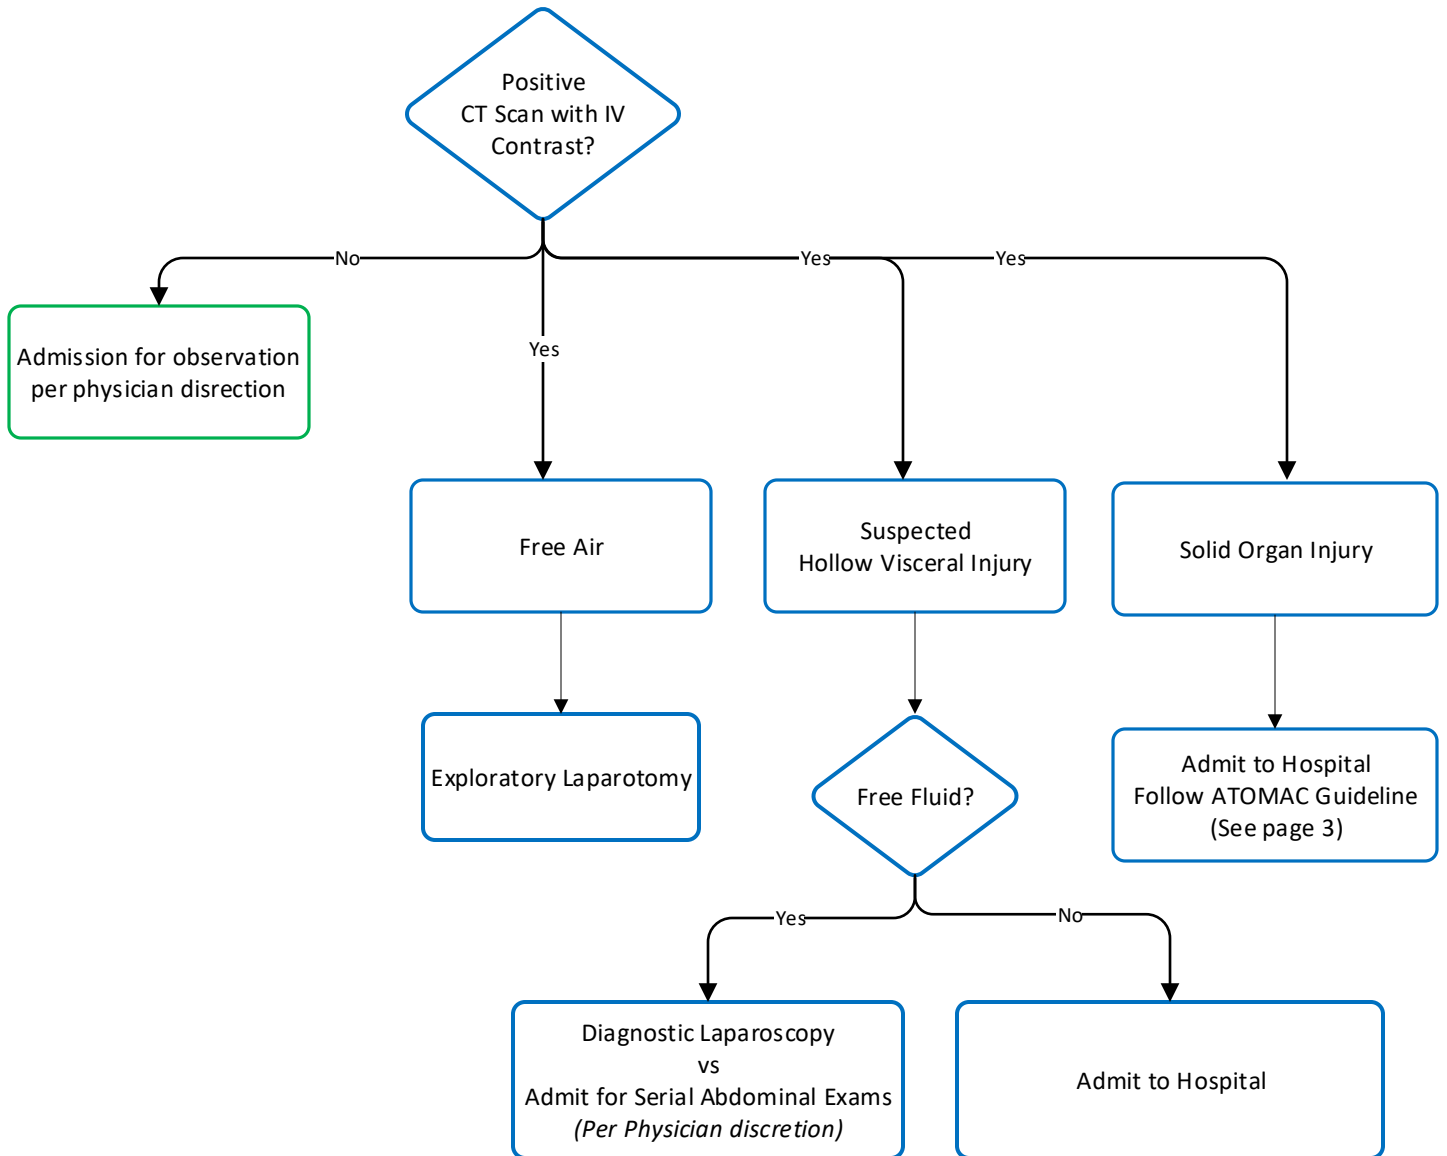 Positive
CT Scan with IV
Contrast?
No
Yes
Yes
Yes
Admission for observation
per physician disrection
Free Air
Suspected
Hollow Visceral Injury
Solid Organ Injury
Exploratory Laparotomy
Free Fluid?
Admit to Hospital
Follow ATOMAC Guideline
(See page 3)
Yes
No
Diagnostic Laparoscopy
vs
Admit for Serial Abdominal Exams
(Per Physician discretion)
Admit to Hospital